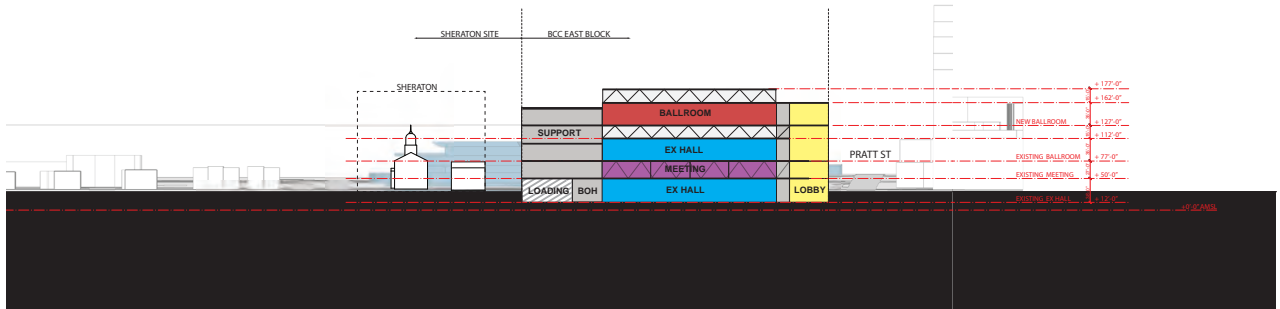 SHERATON SITE
BCC EAST BLOCK
SHERATON
+ 177'-0"
+ 162'-0"
BALLROOM
NEW BALLROOM
+ 127'-0"
SUPPORT
+ 112'-0"
EX HALL
PRATT ST
EXISTING BALLROOM
+ 77'-0"
MEETING
EXISTING MEETING
+ 50'-0"
LOADING
BOH
EX HALL
LOBBY
EXISTING EX HALL
+ 12'-0"
+0'-0" AMSL